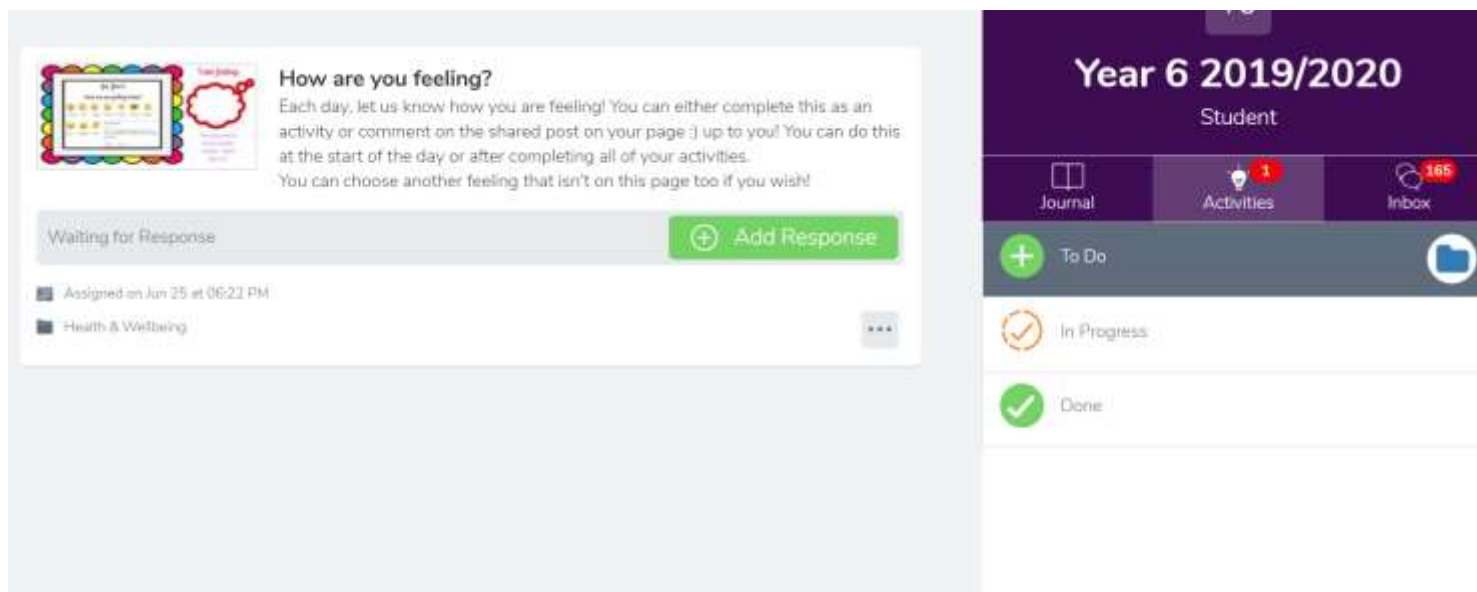 How are you feeling?
Each day, let us know how you are feeling! You can either complete this as an
activity or comment on the shared post on your page :) up to you! You can do this
at the start of the day or after completing all of your activities.
You can choose another feeling that isn't on this page too if you wish!
Waiting for Response
Add Response
Assigned on Jun 25 at 06:22 PM
Health & Wellbeing
Year 6 2019/2020
Student
1
165
Journal
Activities
Inbox
To Do
In Progress
Done